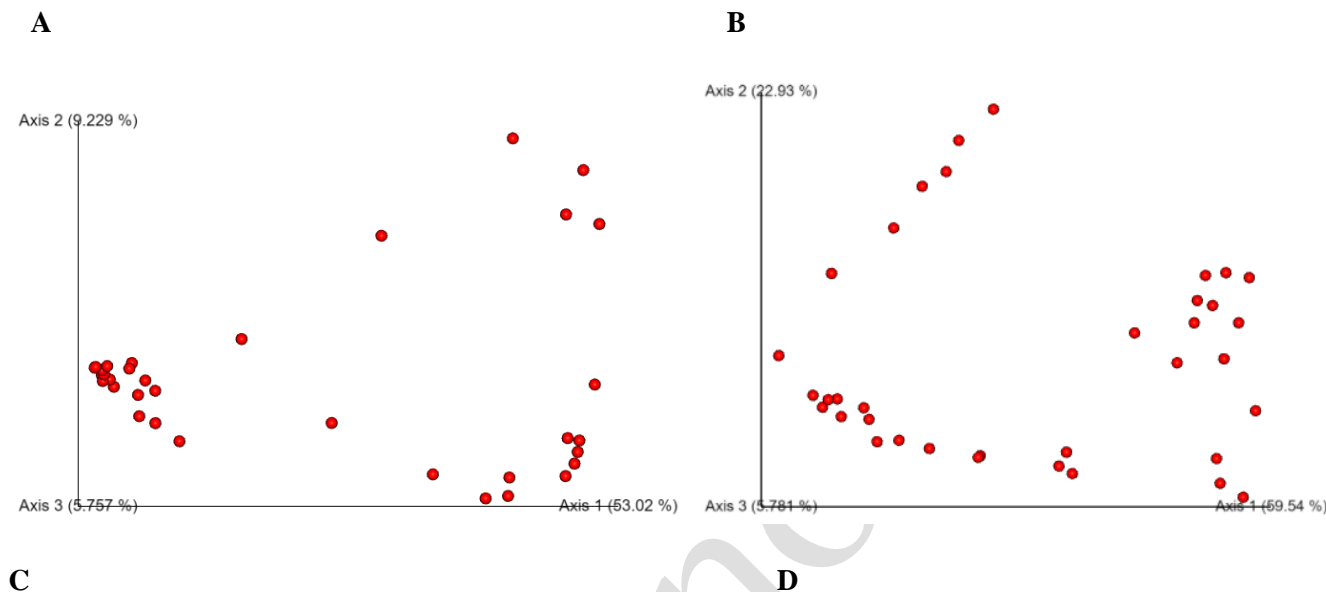 A
B
Axis 2 (9.229 %)
Axis 2 (22.93 %)
Axis 3 (5.757 %)
Axis 1 (53.02 %)
Axis 3 (5.781 %)
Axis 1 (59.54 %)
C
D